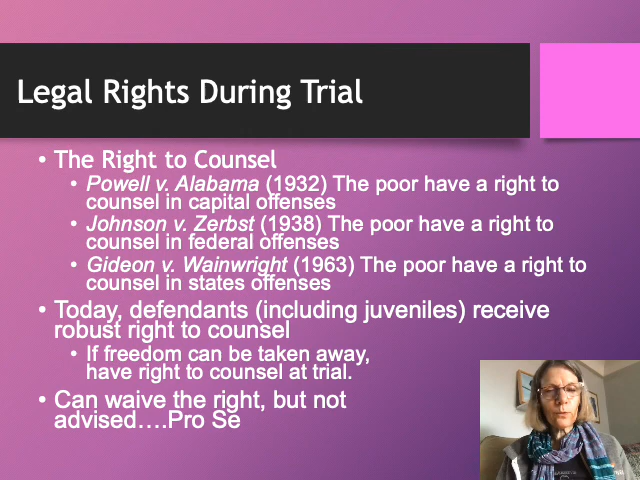 Legal Rights During Trial
• The Right to Counsel
• Powell v. Alabama (1932) The poor have a right to
counsel in capital offenses
• Johnson v. Zerbst (1938) The poor have a right to
counsel in federal offenses
• Gideon v. Wainwright (1963) The poor have a right to
counsel in states offenses
• Today, defendants (including juveniles) receive
robust right to counsel
• If freedom can be taken away,
have right to counsel at trial.
• Can waive the right, but not
advised….Pro Se